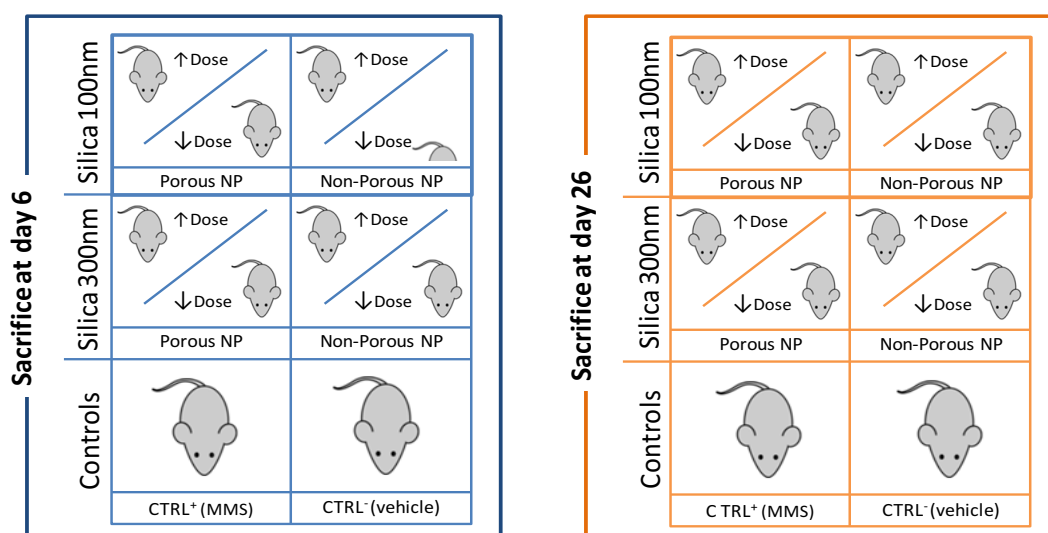 Sacrifice at day 6
Silica 100nm
↑ Dose
↓ Dose
Porous NP
↑ Dose
↓ Dose
Non-Porous NP
Silica 300nm
↑ Dose
↓ Dose
Porous NP
↑ Dose
↓ Dose
Non-Porous NP
Controls
CTRL⁺ (MMS)
CTRL⁻ (vehicle)
Sacrifice at day 26
Silica 100nm
↑ Dose
↓ Dose
Porous NP
↑ Dose
↓ Dose
Non-Porous NP
Silica 300nm
↑ Dose
↓ Dose
Porous NP
↑ Dose
↓ Dose
Non-Porous NP
Controls
C TRL⁺ (MMS)
CTRL⁻ (vehicle)